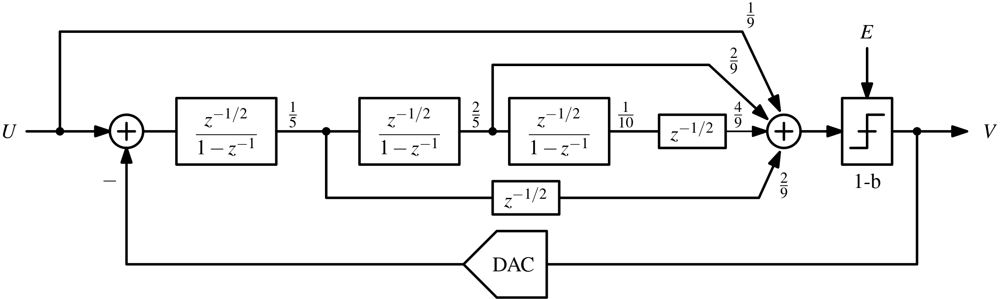 1/9
E
2/9
U
z^{-1/2} / 1 − z^{-1}
1/5
z^{-1/2} / 1 − z^{-1}
2/5
z^{-1/2} / 1 − z^{-1}
1/10
z^{-1/2}
4/9
V
−
1-b
z^{-1/2}
2/9
DAC